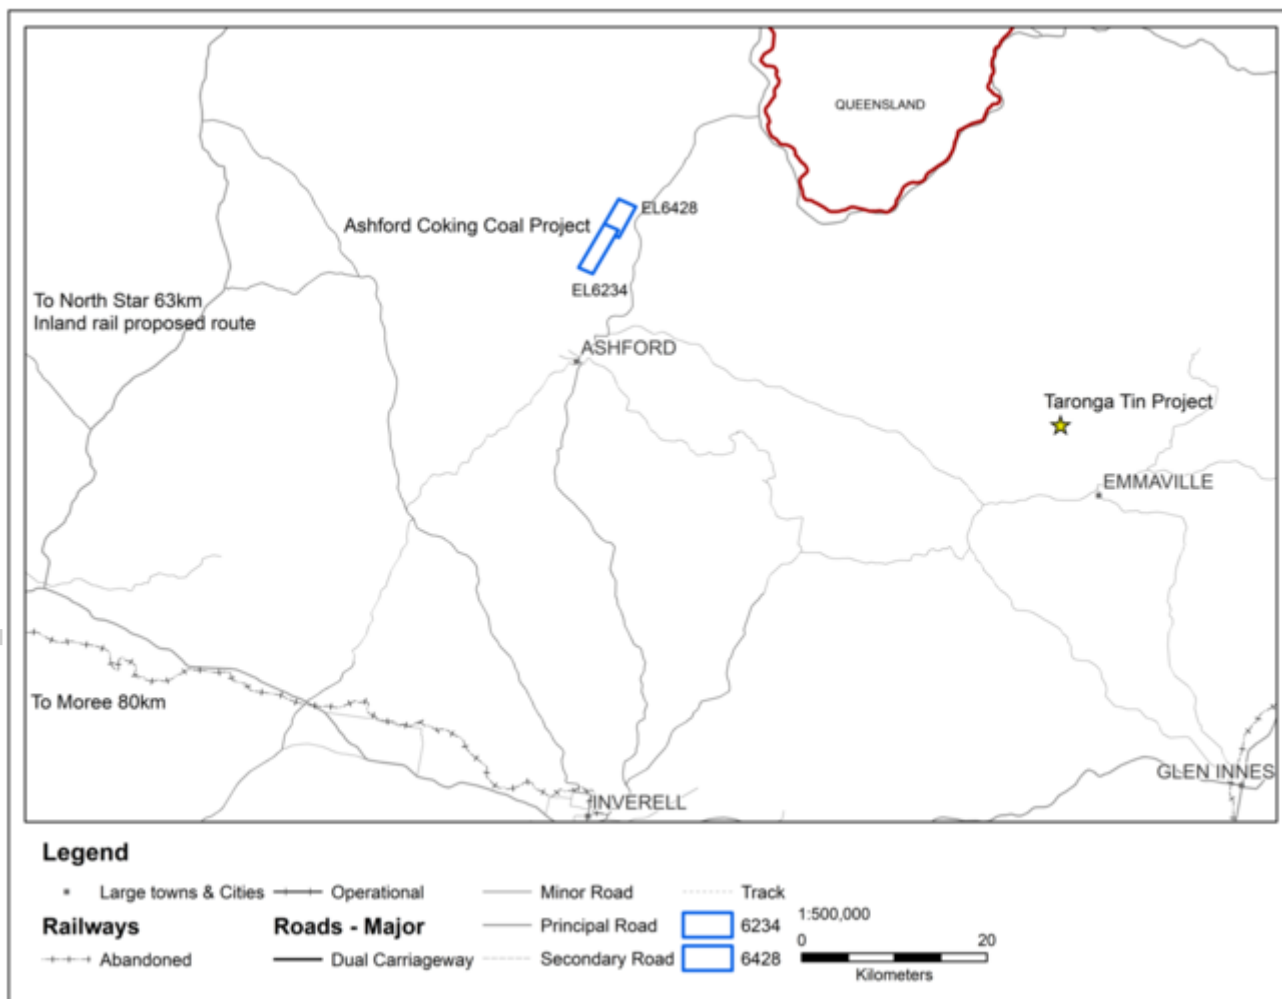 QUEENSLAND
EL6428
Ashford Coking Coal Project
EL6234
To North Star 63km
Inland rail proposed route
ASHFORD
Taronga Tin Project
EMMAVILLE
To Moree 80km
GLEN INNES
INVERELL
Legend
Large towns & Cities
Operational
Minor Road
Track
Railways
Roads - Major
Principal Road
6234
1:500,000
0 20
Abandoned
Dual Carriageway
Secondary Road
6428
Kilometers